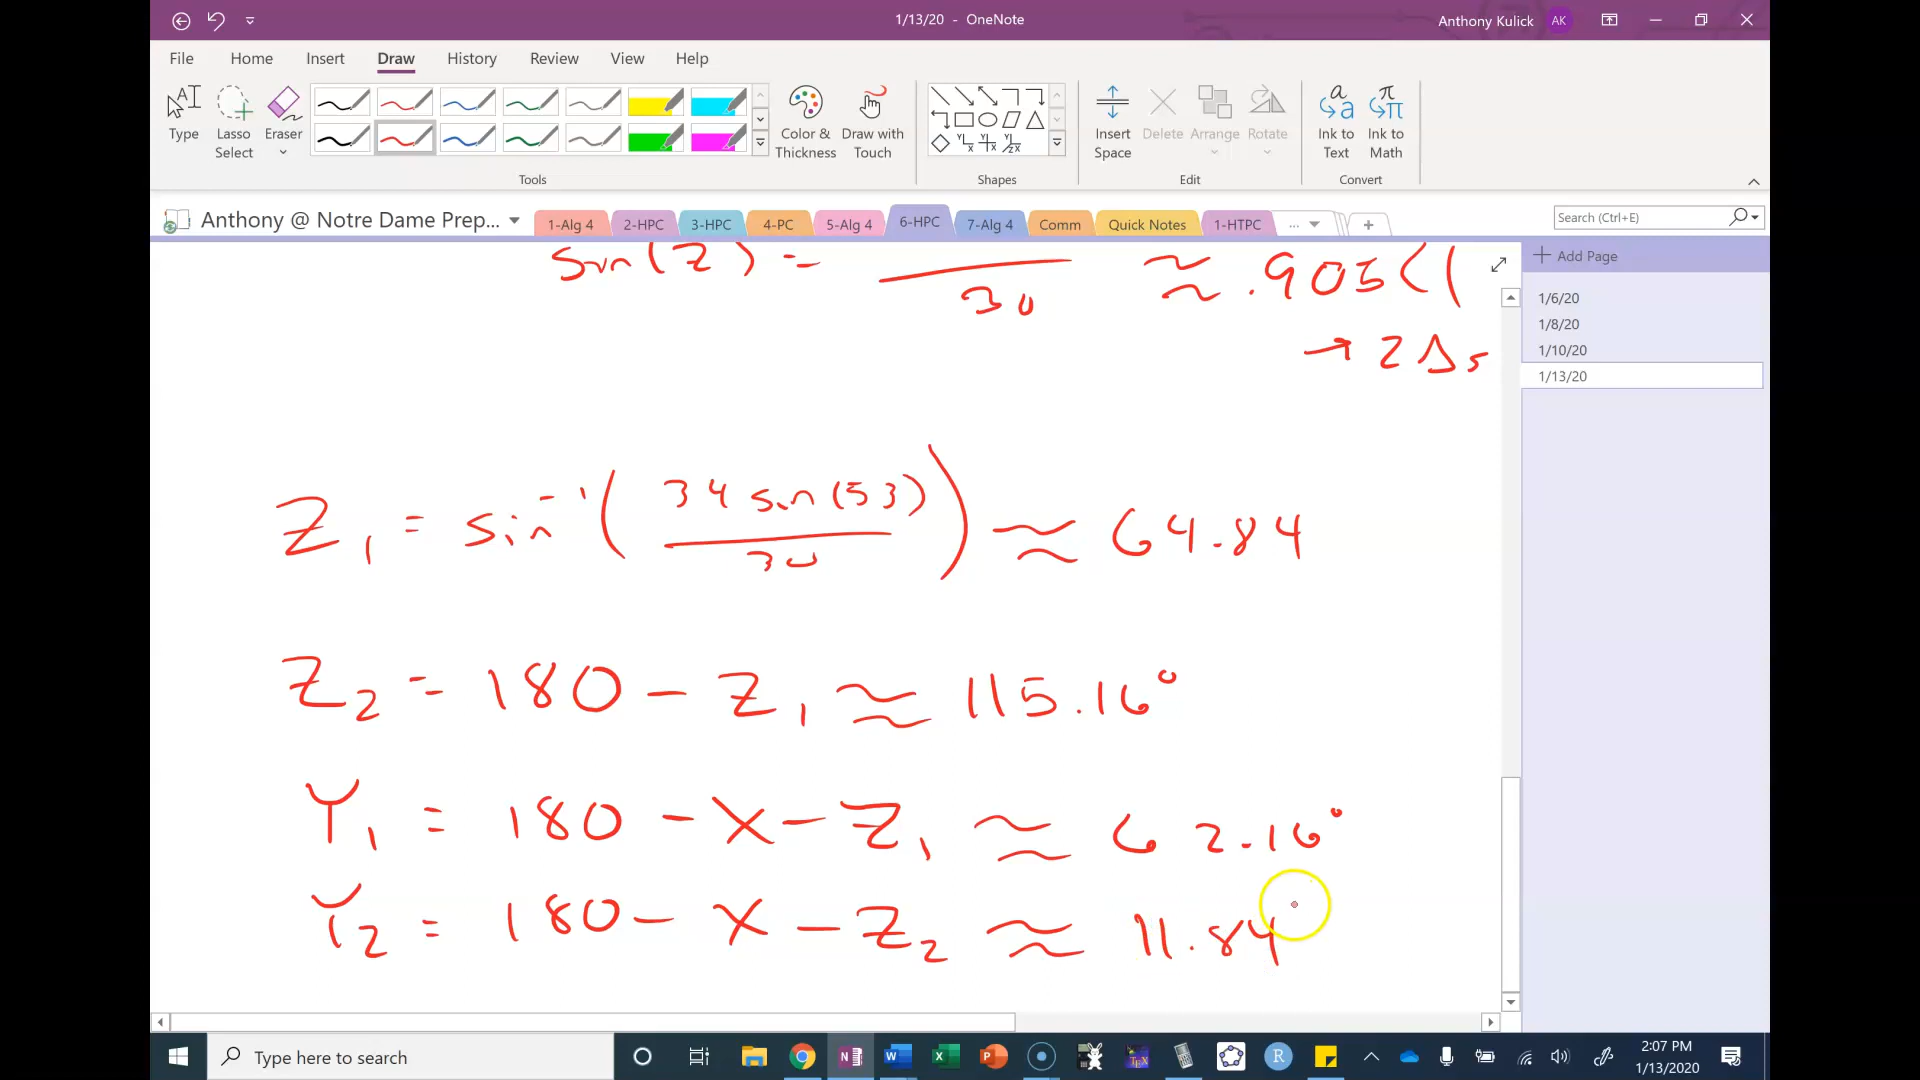 1/13/20 - OneNote
Anthony Kulick AK
File Home Insert Draw History Review View Help
Type
Lasso Select
Eraser
Color & Thickness
Draw with Touch
Insert Space
Delete
Arrange
Rotate
Ink to Text
Ink to Math
Tools Shapes Edit Convert
Anthony @ Notre Dame Prep...
1-Alg 4 2-HPC 3-HPC 4-PC 5-Alg 4 6-HPC 7-Alg 4 Comm Quick Notes 1-HTPC ...
Search (Ctrl+E)
Add Page
1/6/20
1/8/20
1/10/20
1/13/20
sin(Z) = /30 ≈ .905 < 1
→ 2 Δs
Z₁ = sin⁻¹(34 sin(53)/30) ≈ 64.84
Z₂ = 180 - Z₁ ≈ 115.16°
Y₁ = 180 - X - Z₁ ≈ 62.16°
Y₂ = 180 - X - Z₂ ≈ 11.84
Type here to search
2:07 PM
1/13/2020